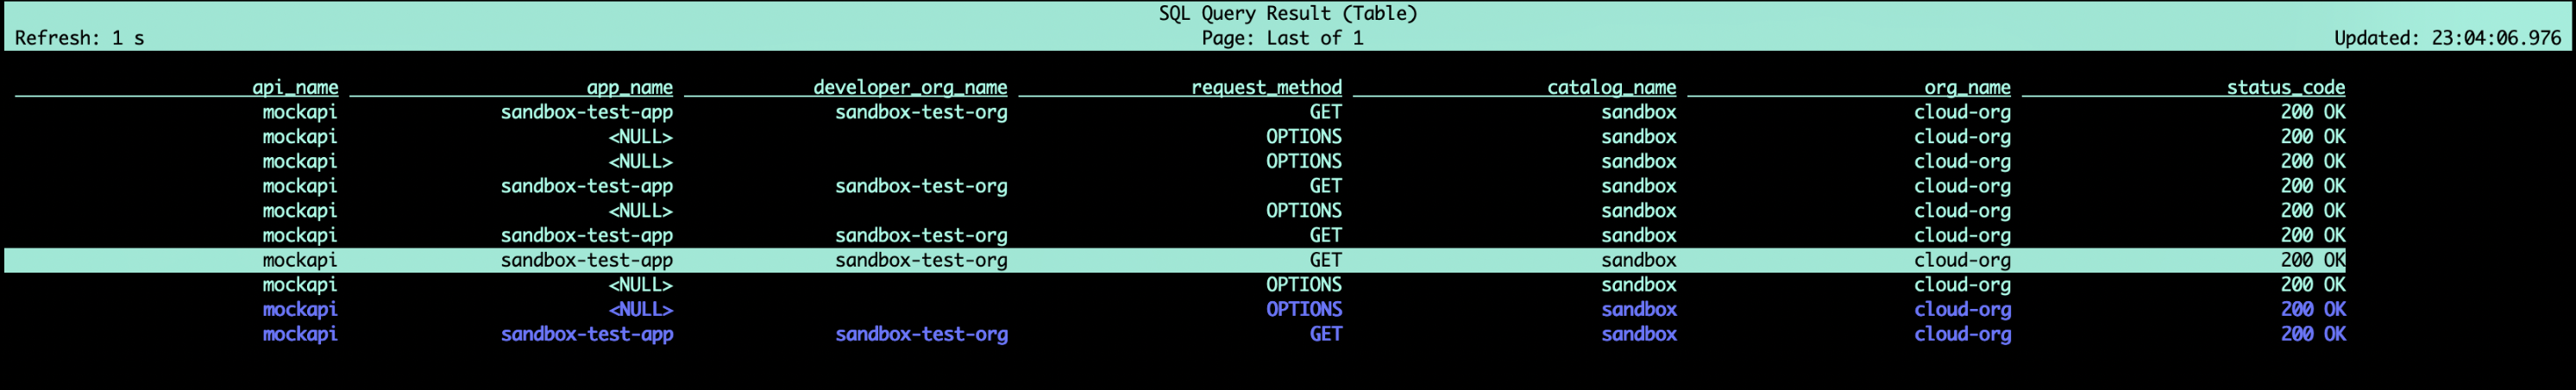 SQL Query Result (Table)
Refresh: 1 s Page: Last of 1 Updated: 23:04:06.976
api_name app_name developer_org_name request_method catalog_name org_name status_code
mockapi sandbox-test-app sandbox-test-org GET sandbox cloud-org 200 OK
mockapi <NULL> OPTIONS sandbox cloud-org 200 OK
mockapi <NULL> OPTIONS sandbox cloud-org 200 OK
mockapi sandbox-test-app sandbox-test-org GET sandbox cloud-org 200 OK
mockapi <NULL> OPTIONS sandbox cloud-org 200 OK
mockapi sandbox-test-app sandbox-test-org GET sandbox cloud-org 200 OK
mockapi sandbox-test-app sandbox-test-org GET sandbox cloud-org 200 OK
mockapi <NULL> OPTIONS sandbox cloud-org 200 OK
mockapi <NULL> OPTIONS sandbox cloud-org 200 OK
mockapi sandbox-test-app sandbox-test-org GET sandbox cloud-org 200 OK